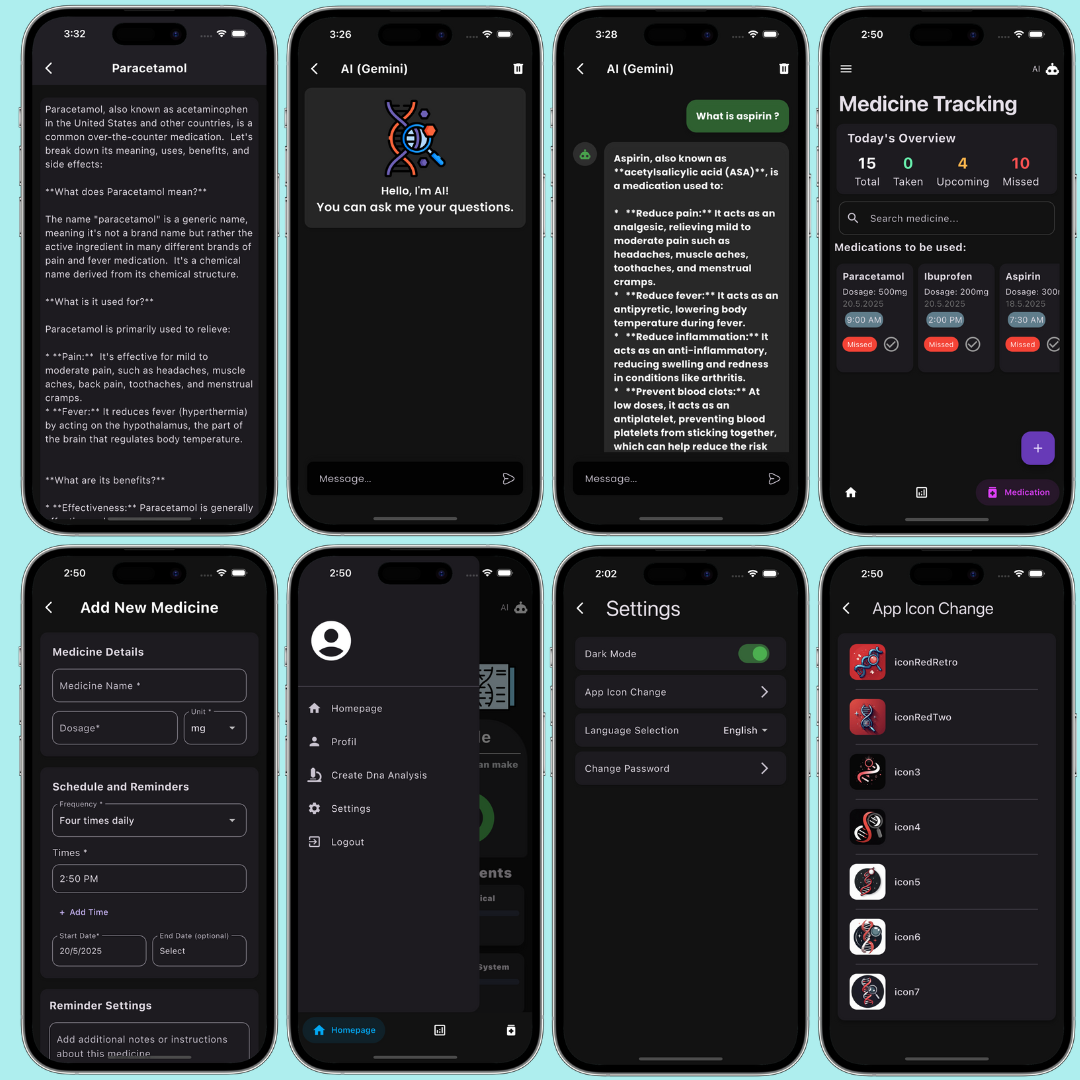 3:32
Paracetamol
Paracetamol, also known as acetaminophen
in the United States and other countries, is a
common over-the-counter medication.  Let's
break down its meaning, uses, benefits, and
side effects:
**What does Paracetamol mean?**
The name "paracetamol" is a generic name,
meaning it's not a brand name but rather the
active ingredient in many different brands of
pain and fever medication.  It's a chemical
name derived from its chemical structure.
**What is it used for?**
Paracetamol is primarily used to relieve:
* **Pain:**  It's effective for mild to
moderate pain, such as headaches, muscle
aches, back pain, toothaches, and menstrual
cramps.
* **Fever:** It reduces fever (hyperthermia)
by acting on the hypothalamus, the part of
the brain that regulates body temperature.
**What are its benefits?**
* **Effectiveness:** Paracetamol is generally
3:26
AI (Gemini)
Hello, I'm AI!
You can ask me your questions.
Message...
3:28
AI (Gemini)
What is aspirin ?
Aspirin, also known as
**acetylsalicylic acid (ASA)**, is
a medication used to:
*   **Reduce pain:** It acts as an
analgesic, relieving mild to
moderate pain such as
headaches, muscle aches,
toothaches, and menstrual
cramps.
*   **Reduce fever:** It acts as an
antipyretic, lowering body
temperature during fever.
*   **Reduce inflammation:** It
acts as an anti-inflammatory,
reducing swelling and redness
in conditions like arthritis.
*   **Prevent blood clots:** At
low doses, it acts as an
antiplatelet, preventing blood
platelets from sticking together,
which can help reduce the risk
Message...
2:50
AI
Medicine Tracking
Today's Overview
15 0 4 10
Total Taken Upcoming Missed
Search medicine...
Medications to be used:
Paracetamol Ibuprofen Aspirin
Dosage: 500mg Dosage: 200mg Dosage: 300
20.5.2025 20.5.2025 18.5.2025
9:00 AM 2:00 PM 7:30 AM
Missed Missed Missed
+
Medication
2:50
Add New Medicine
Medicine Details
Medicine Name *
Unit *
Dosage* mg
Schedule and Reminders
Frequency *
Four times daily
Times *
2:50 PM
+ Add Time
Start Date* End Date (optional)
20/5/2025 Select
Reminder Settings
Add additional notes or instructions
about this medicine
2:50
AI
Homepage
Profil
Create Dna Analysis
Settings
Logout
an make
ents
ical
System
Homepage
2:02
Settings
Dark Mode
App Icon Change
Language Selection English
Change Password
2:50
App Icon Change
iconRedRetro
iconRedTwo
icon3
icon4
icon5
icon6
icon7